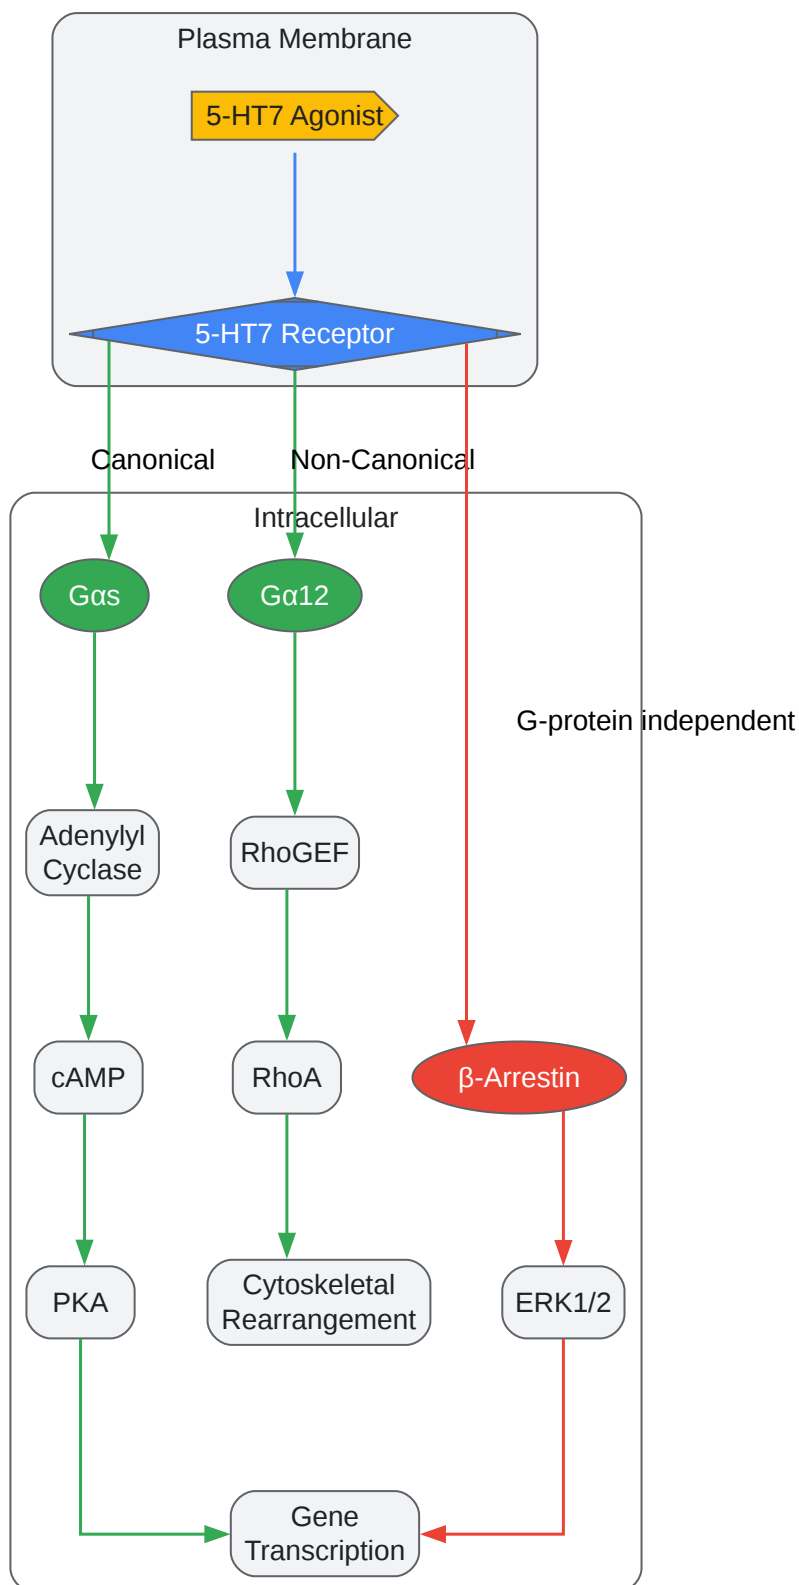 Plasma Membrane
5-HT7 Agonist
5-HT7 Receptor
Canonical
Non-Canonical
Intracellular
Gαs
Gα12
G-protein independent
Adenylyl
Cyclase
RhoGEF
cAMP
RhoA
β-Arrestin
PKA
Cytoskeletal
Rearrangement
ERK1/2
Gene
Transcription